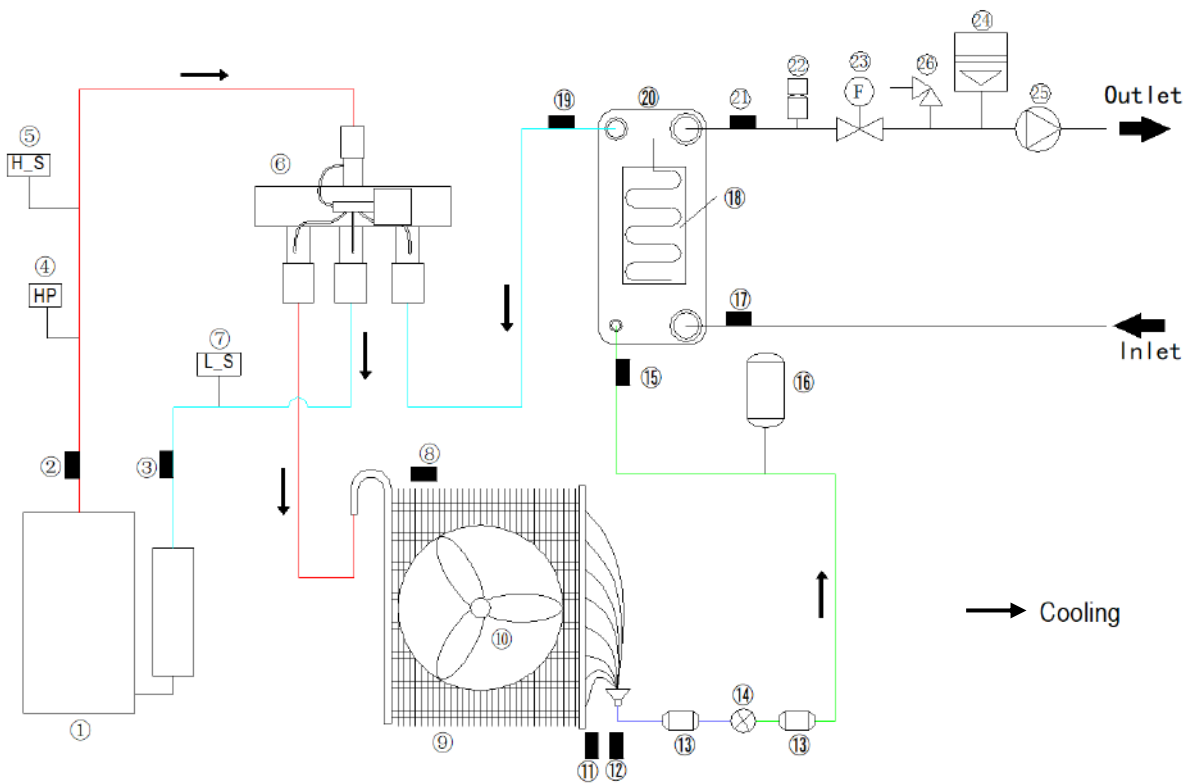 ㉔
㉒ ㉓ ㉖
⑲ ⑳ ㉑ F ㉕ Outlet
⑤
H_S
⑥
⑱
④
HP
⑰
⑦
L_S
Inlet
⑮ ⑯
② ③ ⑧
⑩
Cooling
⑭
① ⑨ ⑬ ⑬
⑪ ⑫